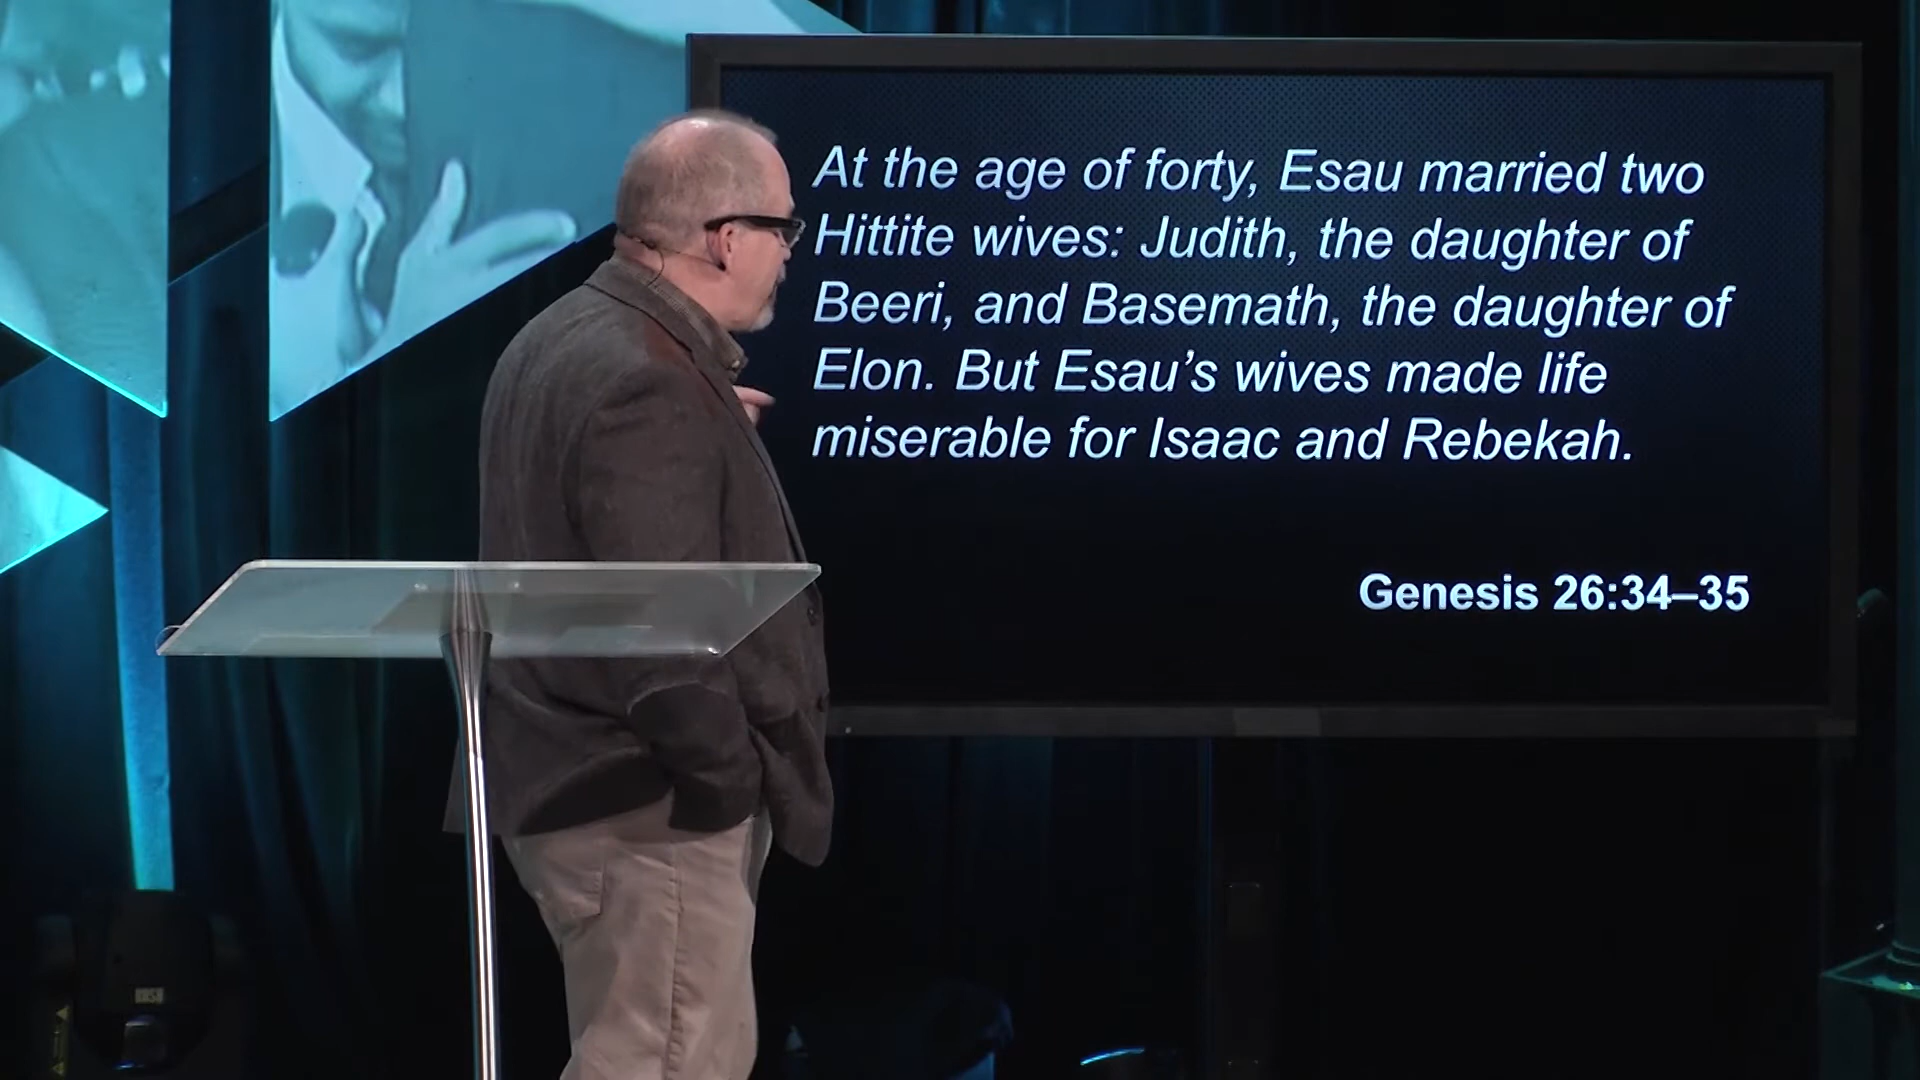 At the age of forty, Esau married two
Hittite wives: Judith, the daughter of
Beeri, and Basemath, the daughter of
Elon. But Esau’s wives made life
miserable for Isaac and Rebekah.
Genesis 26:34–35